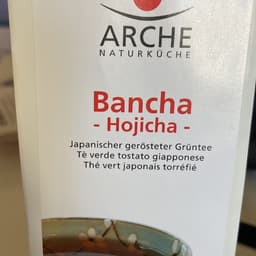 ARCHE
NATURKÜCHE
Bancha
- Hojicha -
Japanischer gerösteter Grüntee
Tè verde tostato giapponese
Thé vert japonais torréfié